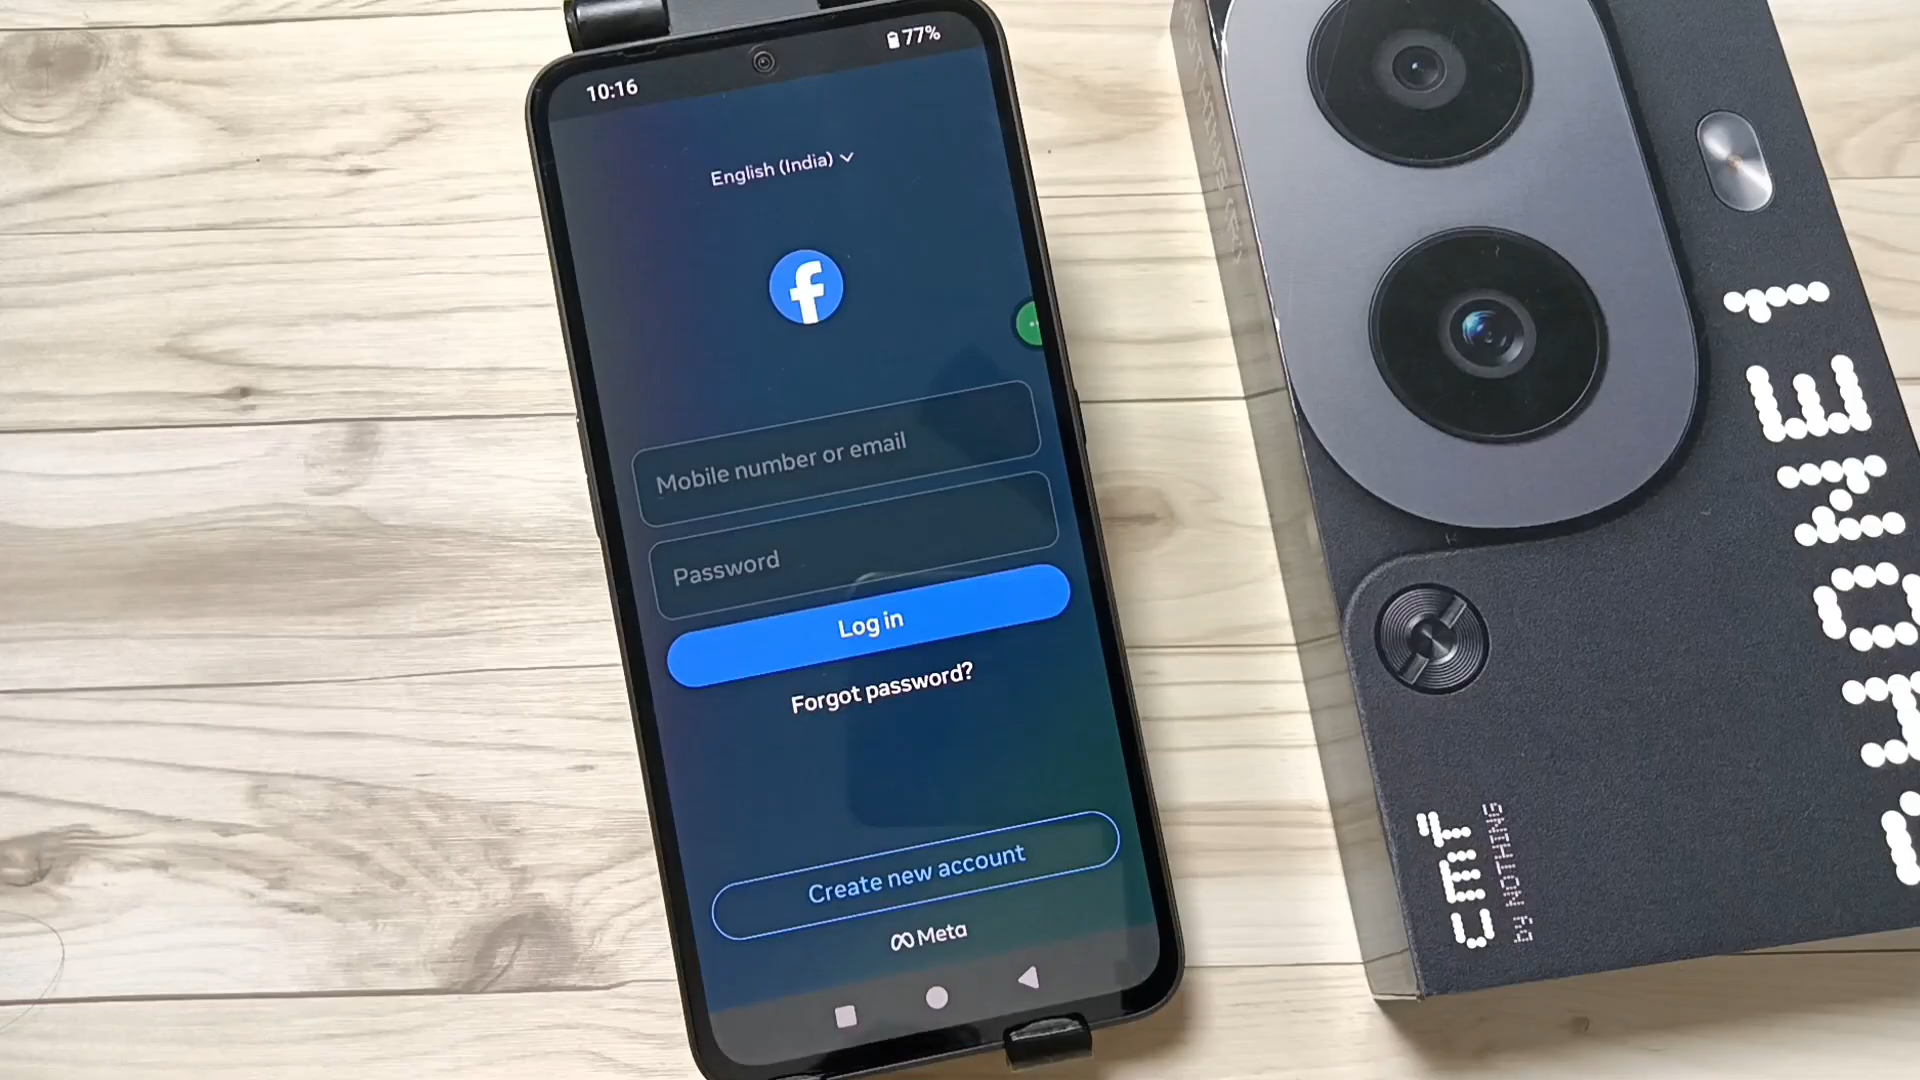 10:16
77%
English (India)
Mobile number or email
Password
Log in
Forgot password?
Create new account
Meta
PHONE 1
cmf
by NOTHING